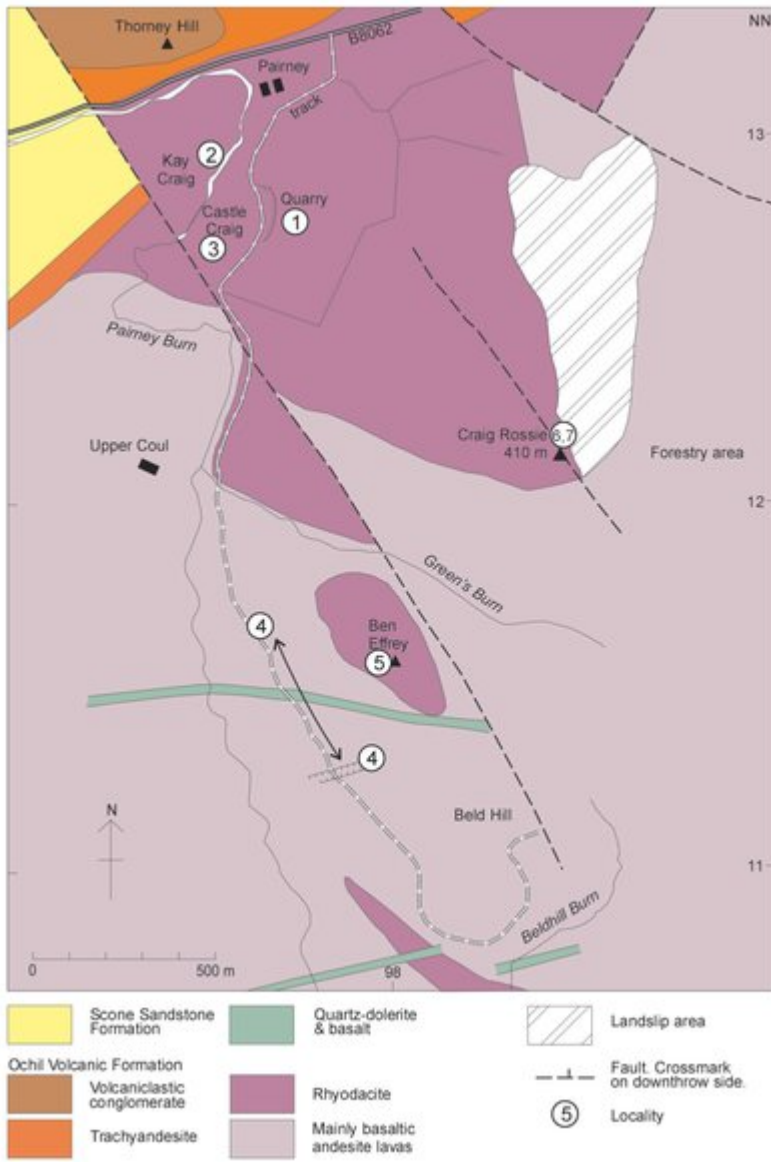 Thorney Hill
NN
B8062
Pairney
track
13
2
Kay
Craig
Quarry
1
Castle
Craig
3
Pairney Burn
Craig Rossie
410 m
6,7
Upper Coul
Forestry area
12
Green's Burn
4
Ben
Effrey
5
4
Beld Hill
N
11
Beldhill Burn
0
500 m
98
Scone Sandstone
Formation
Quartz-dolerite
& basalt
Landslip area
Ochil Volcanic Formation
Volcaniclastic
conglomerate
Rhyodacite
Fault. Crossmark
on downthrow side.
Trachyandesite
Mainly basaltic
andesite lavas
5
Locality